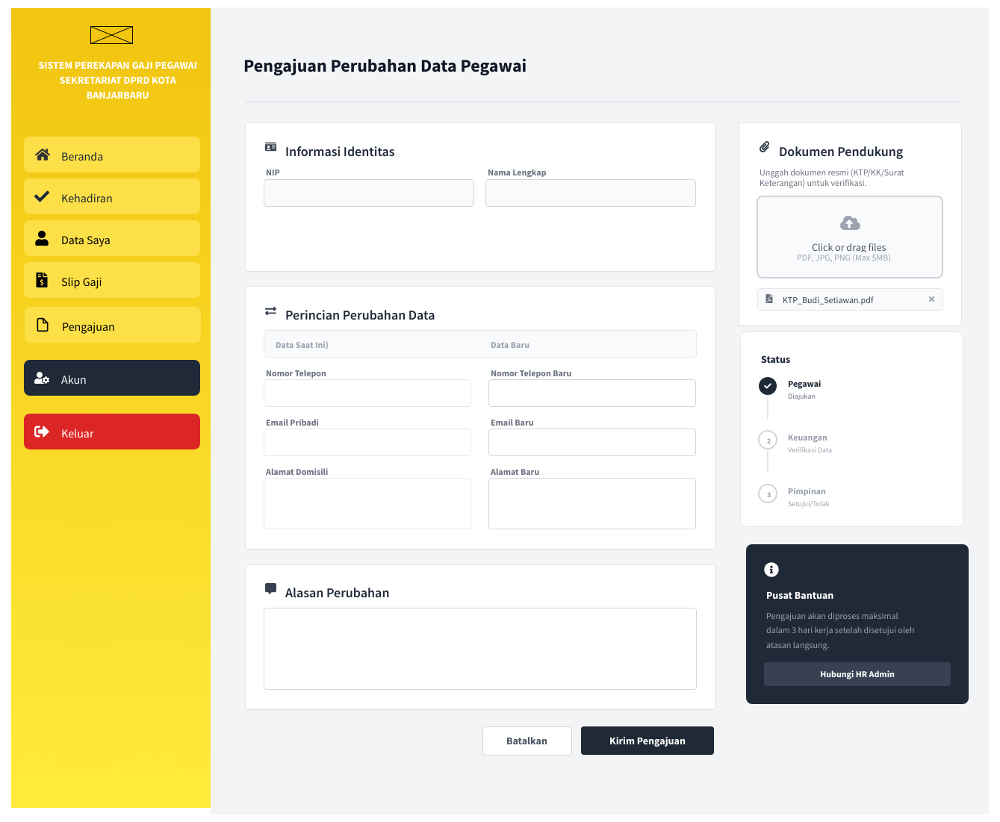 SISTEM PEREKAPAN GAJI PEGAWAI
SEKRETARIAT DPRD KOTA
BANJARBARU
Beranda
Kehadiran
Data Saya
Slip Gaji
Pengajuan
Akun
Keluar
Pengajuan Perubahan Data Pegawai
Informasi Identitas
NIP
Nama Lengkap
Perincian Perubahan Data
Data Saat Ini)
Data Baru
Nomor Telepon
Nomor Telepon Baru
Email Pribadi
Email Baru
Alamat Domisili
Alamat Baru
Alasan Perubahan
Batalkan
Kirim Pengajuan
Dokumen Pendukung
Unggah dokumen resmi (KTP/KK/Surat
Keterangan) untuk verifikasi.
Click or drag files
PDF, JPG, PNG (Max 5MB)
KTP_Budi_Setiawan.pdf
Status
Pegawai
Diajukan
2
Keuangan
Verifikasi Data
3
Pimpinan
Setujui/Tolak
Pusat Bantuan
Pengajuan akan diproses maksimal
dalam 3 hari kerja setelah disetujui oleh
atasan langsung.
Hubungi HR Admin